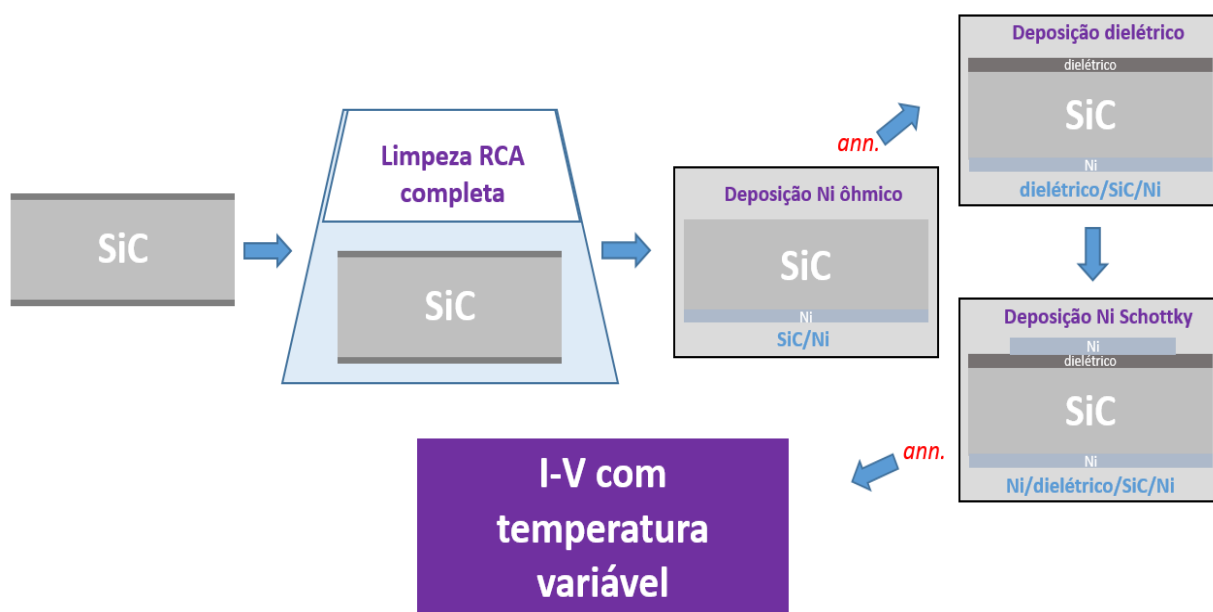 SiC
Limpeza RCA
completa
SiC
Deposição Ni ôhmico
SiC
Ni
SiC/Ni
ann.
Deposição dielétrico
dielétrico
SiC
Ni
dielétrico/SiC/Ni
Deposição Ni Schottky
Ni
dielétrico
SiC
Ni
Ni/dielétrico/SiC/Ni
ann.
I-V com
temperatura
variável